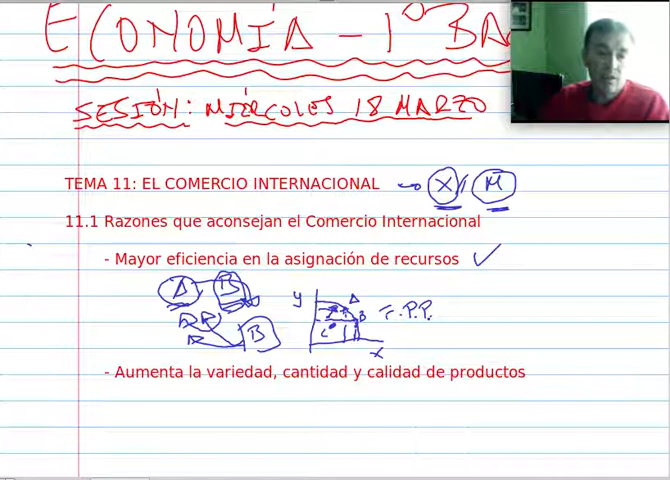 ECONOMÍA - 1º BA
SESIÓN: MIÉRCOLES 18 MARZO
TEMA 11: EL COMERCIO INTERNACIONAL X // M
11.1 Razones que aconsejan el Comercio Internacional
- Mayor eficiencia en la asignación de recursos
A B
y A
B F.P.P.
C
B
x
- Aumenta la variedad, cantidad y calidad de productos